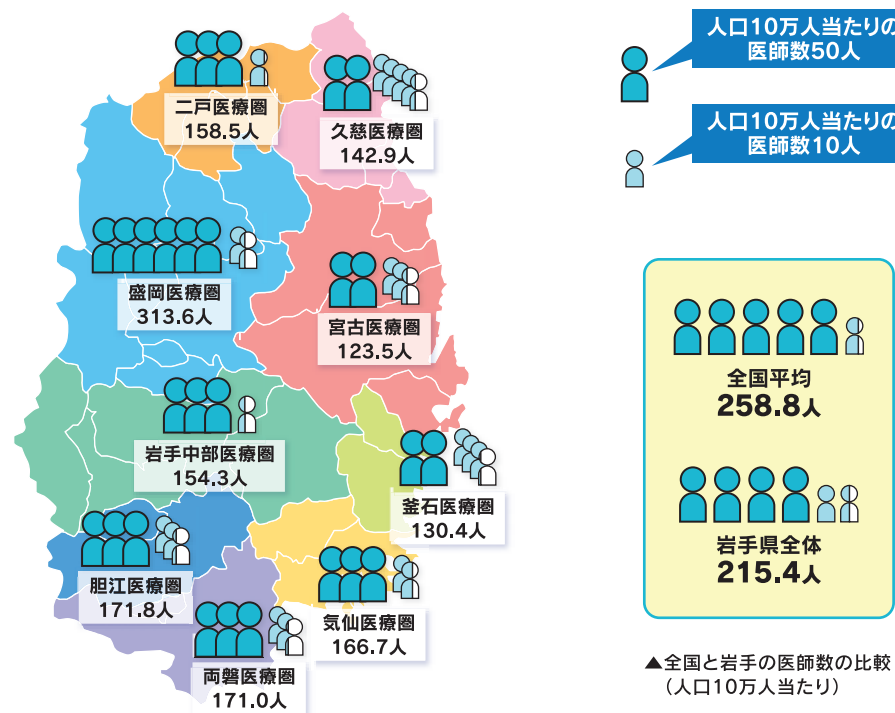 人口10万人当たりの
医師数50人
人口10万人当たりの
医師数10人
二戸医療圏
158.5人
久慈医療圏
142.9人
盛岡医療圏
313.6人
宮古医療圏
123.5人
岩手中部医療圏
154.3人
釜石医療圏
130.4人
胆江医療圏
171.8人
気仙医療圏
166.7人
両磐医療圏
171.0人
全国平均
258.8人
岩手県全体
215.4人
▲全国と岩手の医師数の比較
（人口10万人当たり）